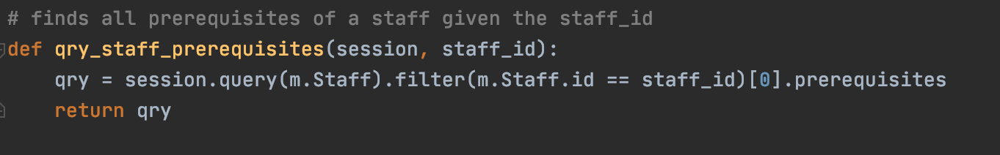 # finds all prerequisites of a staff given the staff_id
def qry_staff_prerequisites(session, staff_id):
    qry = session.query(m.Staff).filter(m.Staff.id == staff_id)[0].prerequisites
    return qry